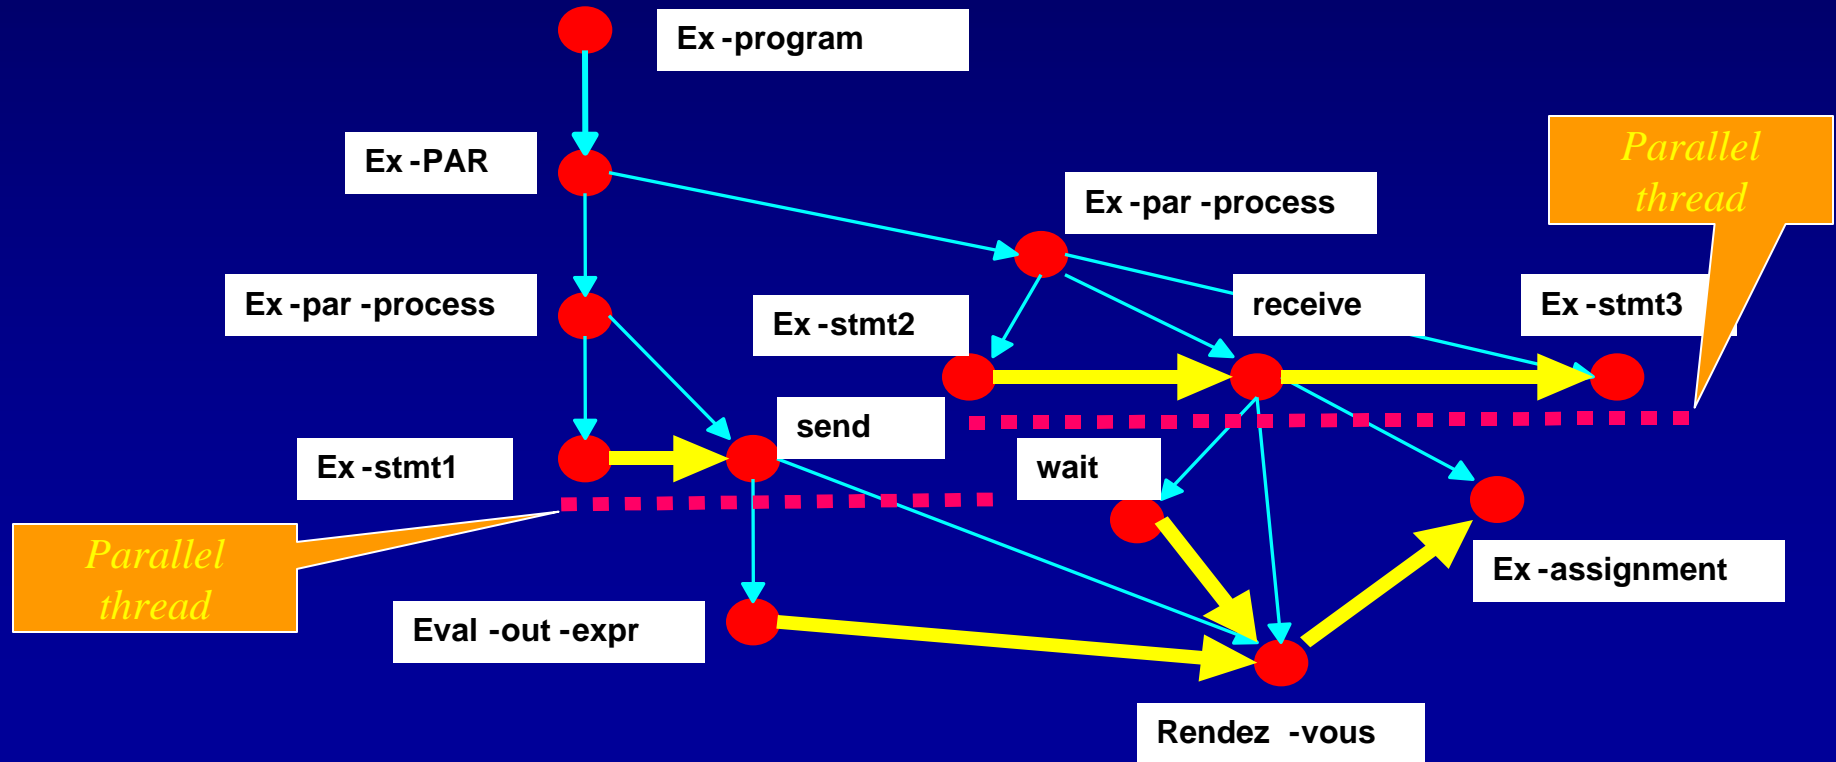 Ex -program
Ex -PAR
Parallel
thread
Ex -par -process
Ex -par -process
receive
Ex -stmt3
Ex -stmt2
send
Ex -stmt1
wait
Parallel
thread
Ex -assignment
Eval -out -expr
Rendez -vous